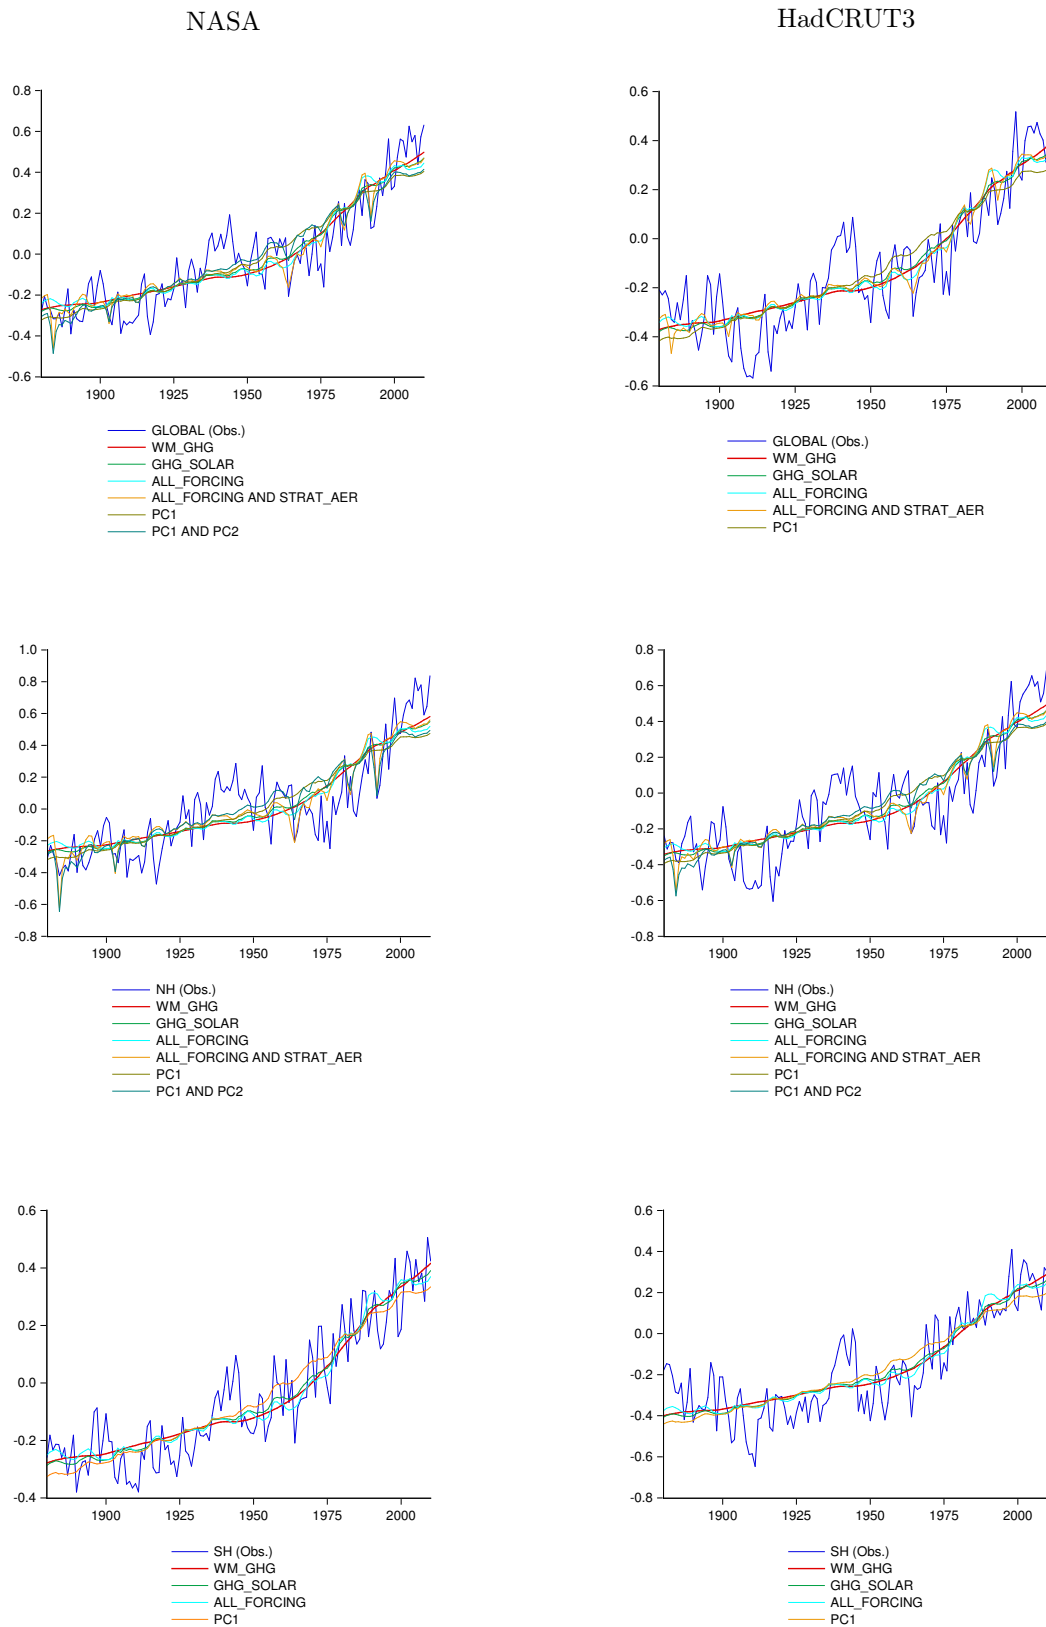 NASA
HadCRUT3
0.8
0.6
0.4
0.2
0.0
-0.2
-0.4
-0.6
1900 1925 1950 1975 2000
GLOBAL (Obs.)
WM_GHG
GHG_SOLAR
ALL_FORCING
ALL_FORCING AND STRAT_AER
PC1
PC1 AND PC2
0.6
0.4
0.2
0.0
-0.2
-0.4
-0.6
1900 1925 1950 1975 2000
GLOBAL (Obs.)
WM_GHG
GHG_SOLAR
ALL_FORCING
ALL_FORCING AND STRAT_AER
PC1
1.0
0.8
0.6
0.4
0.2
0.0
-0.2
-0.4
-0.6
-0.8
1900 1925 1950 1975 2000
NH (Obs.)
WM_GHG
GHG_SOLAR
ALL_FORCING
ALL_FORCING AND STRAT_AER
PC1
PC1 AND PC2
0.8
0.6
0.4
0.2
0.0
-0.2
-0.4
-0.6
-0.8
1900 1925 1950 1975 2000
NH (Obs.)
WM_GHG
GHG_SOLAR
ALL_FORCING
ALL_FORCING AND STRAT_AER
PC1
PC1 AND PC2
0.6
0.4
0.2
0.0
-0.2
-0.4
1900 1925 1950 1975 2000
SH (Obs.)
WM_GHG
GHG_SOLAR
ALL_FORCING
PC1
0.6
0.4
0.2
0.0
-0.2
-0.4
-0.6
-0.8
1900 1925 1950 1975 2000
SH (Obs.)
WM_GHG
GHG_SOLAR
ALL_FORCING
PC1